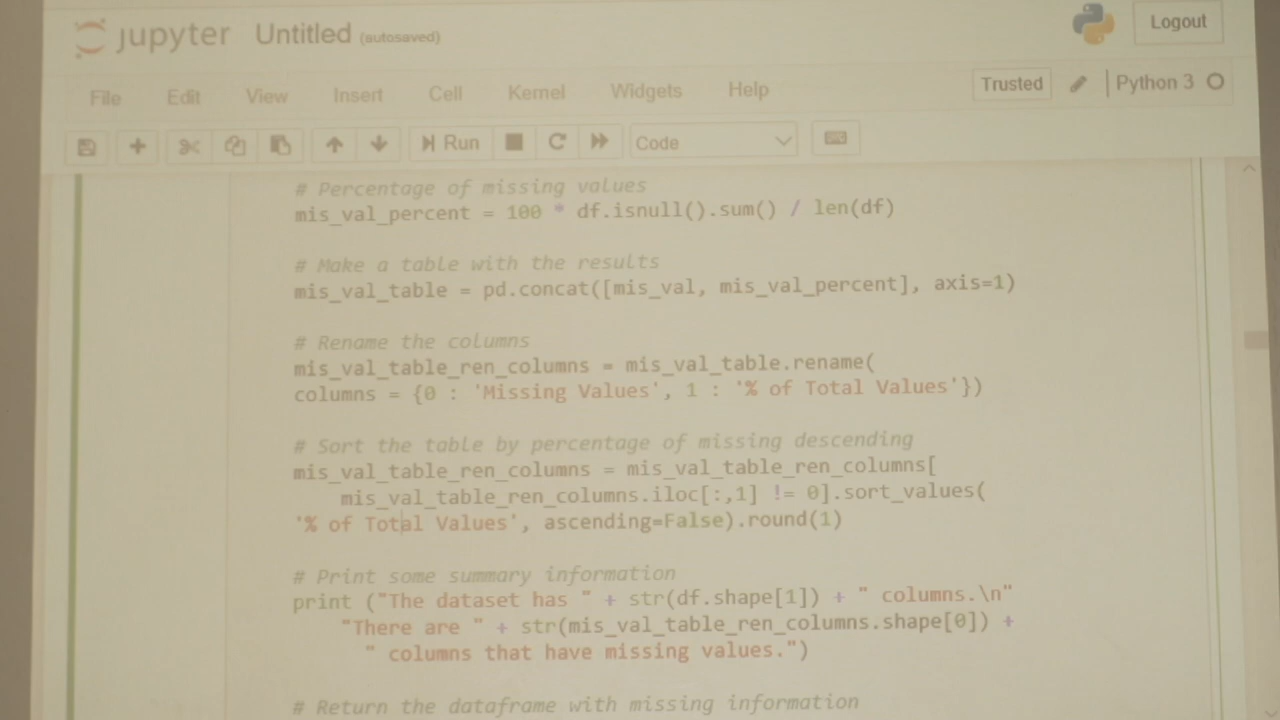 jupyter Untitled (autosaved)
Logout
File Edit View Insert Cell Kernel Widgets Help
Trusted
Python 3
Run
Code
# Percentage of missing values
mis_val_percent = 100 * df.isnull().sum() / len(df)
# Make a table with the results
mis_val_table = pd.concat([mis_val, mis_val_percent], axis=1)
# Rename the columns
mis_val_table_ren_columns = mis_val_table.rename(
columns = {0 : 'Missing Values', 1 : '% of Total Values'})
# Sort the table by percentage of missing descending
mis_val_table_ren_columns = mis_val_table_ren_columns[
mis_val_table_ren_columns.iloc[:,1] != 0].sort_values(
'% of Total Values', ascending=False).round(1)
# Print some summary information
print ("The dataset has " + str(df.shape[1]) + " columns.\n"
"There are " + str(mis_val_table_ren_columns.shape[0]) +
" columns that have missing values.")
# Return the dataframe with missing information